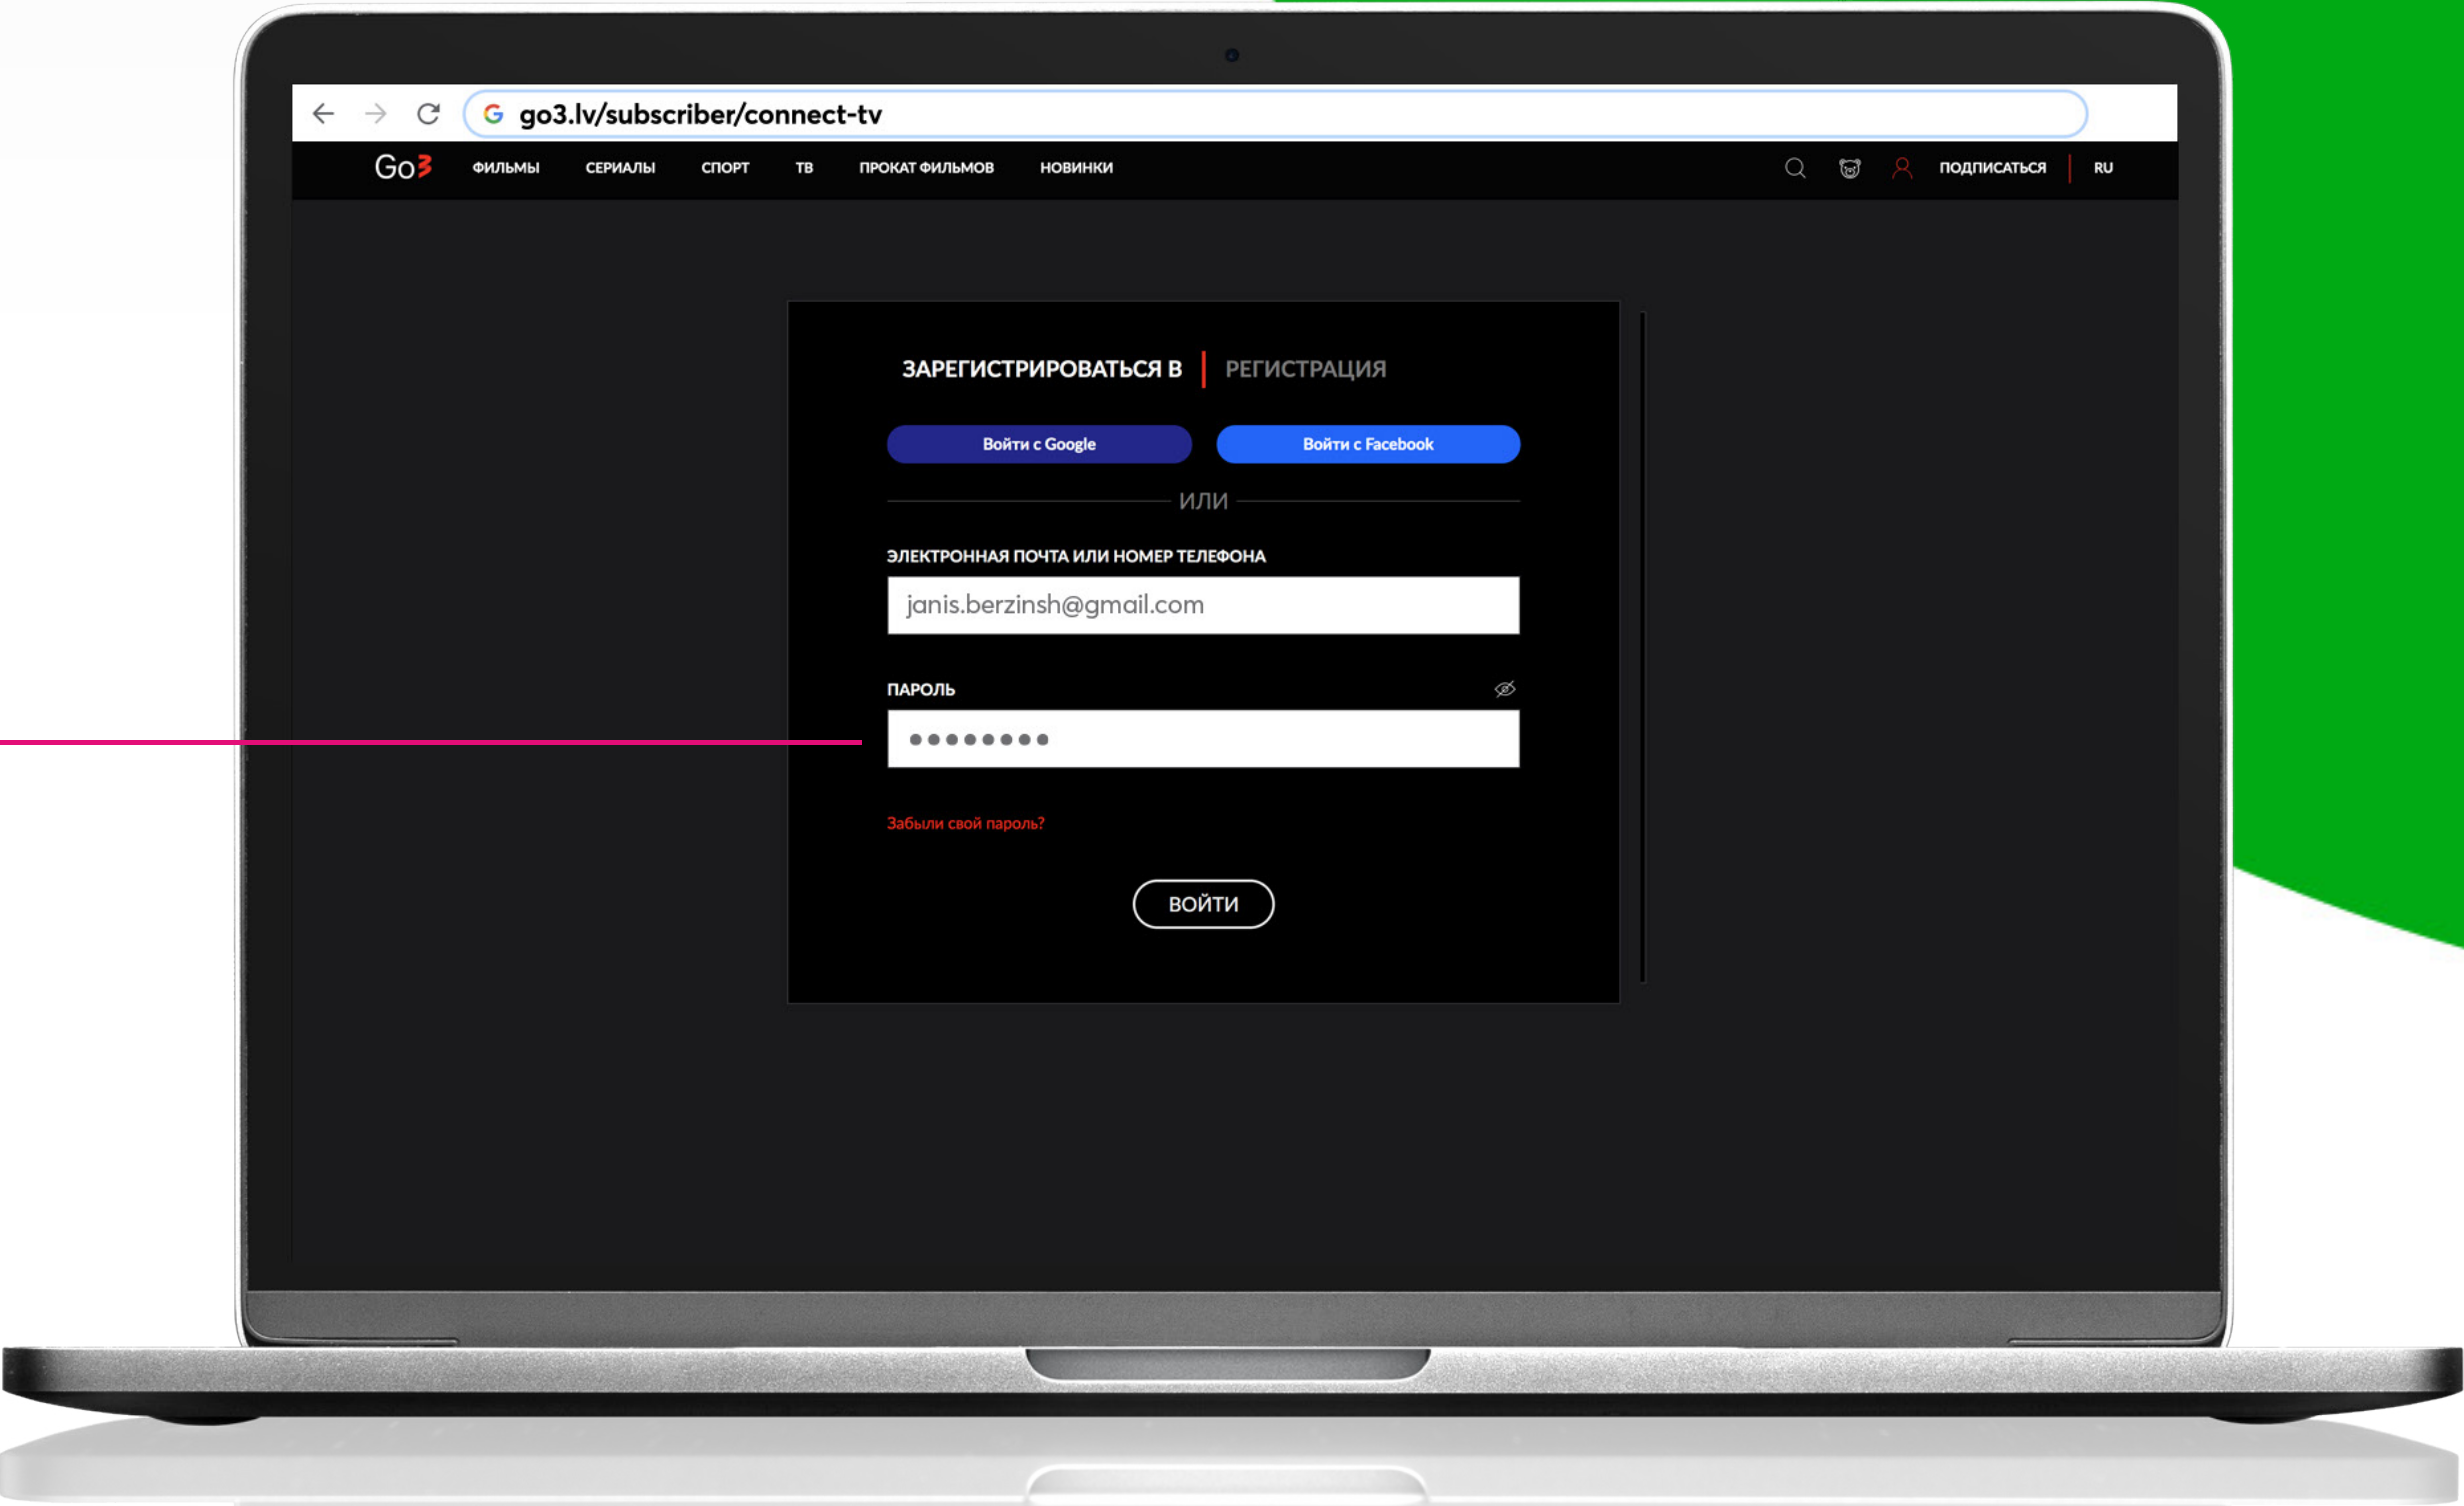 go3.lv/subscriber/connect-tv
Go3 ФИЛЬМЫ СЕРИАЛЫ СПОРТ ТВ ПРОКАТ ФИЛЬМОВ НОВИНКИ ПОДПИСАТЬСЯ RU
ЗАРЕГИСТРИРОВАТЬСЯ В РЕГИСТРАЦИЯ
Войти с Google Войти с Facebook
ИЛИ
ЭЛЕКТРОННАЯ ПОЧТА ИЛИ НОМЕР ТЕЛЕФОНА
janis.berzinsh@gmail.com
ПАРОЛЬ
●●●●●●●●
Забыли свой пароль?
ВОЙТИ